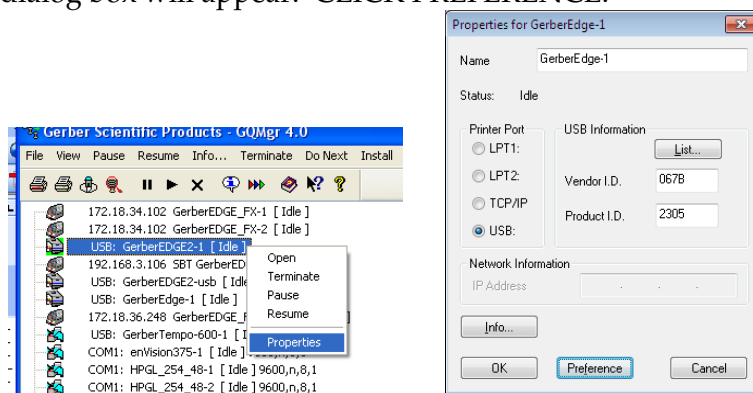 dialog box will appear. CLICK PREFERENCE.
Gerber Scientific Products - GQMgr 4.0
File View Pause Resume Info... Terminate Do Next Install
172.18.34.102 GerberEDGE_FX-1 [ Idle ]
172.18.34.102 GerberEDGE_FX-2 [ Idle ]
USB: GerberEDGE2-1 [ Idle ]
192.168.3.106 SBT GerberED
USB: GerberEDGE2-usb [ Idle
USB: GerberEdge-1 [ Idle ]
172.18.36.248 GerberEDGE_
USB: GerberTempo-600-1 [ I
COM1: enVision375-1 [ Idle ]
COM1: HPGL_254_48-1 [ Idle ] 9600,n,8,1
COM1: HPGL_254_48-2 [ Idle ] 9600,n,8,1
Open
Terminate
Pause
Resume
Properties
Properties for GerberEdge-1
Name GerberEdge-1
Status: Idle
Printer Port
LPT1:
LPT2:
TCP/IP
USB:
USB Information
List...
Vendor I.D. 067B
Product I.D. 2305
Network Information
IP Address . . .
Info...
OK Preference Cancel